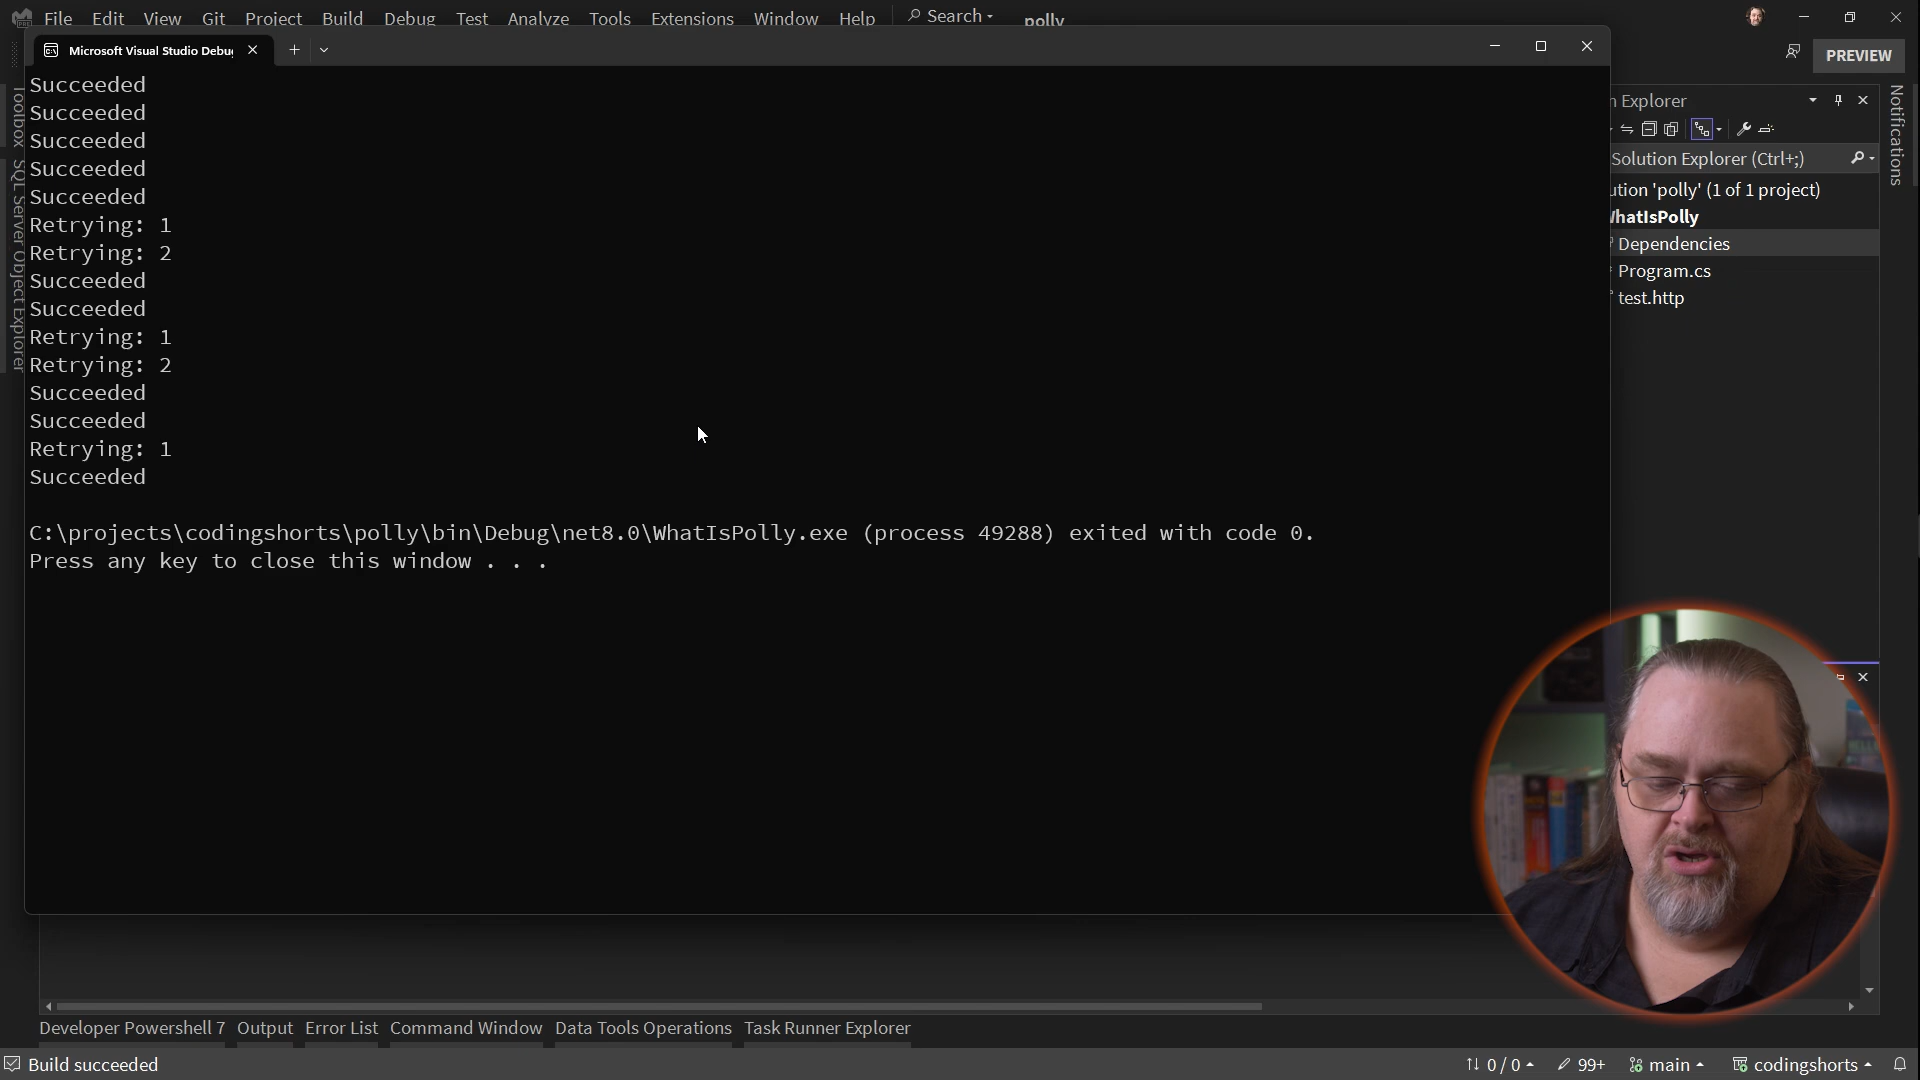 File Edit View Git Project Build Debug Test Analyze Tools Extensions Window Help Search polly
Microsoft Visual Studio Debu
PREVIEW
Succeeded
Succeeded
Succeeded
Succeeded
Succeeded
Retrying: 1
Retrying: 2
Succeeded
Succeeded
Retrying: 1
Retrying: 2
Succeeded
Succeeded
Retrying: 1
Succeeded
C:\projects\codingshorts\polly\bin\Debug\net8.0\WhatIsPolly.exe (process 49288) exited with code 0.
Press any key to close this window . . .
Toolbox
SQL Server Object Explorer
n Explorer
Solution Explorer (Ctrl+;)
ution 'polly' (1 of 1 project)
WhatIsPolly
Dependencies
Program.cs
test.http
Notifications
Developer Powershell 7 Output Error List Command Window Data Tools Operations Task Runner Explorer
Build succeeded
0 / 0 99+ main codingshorts